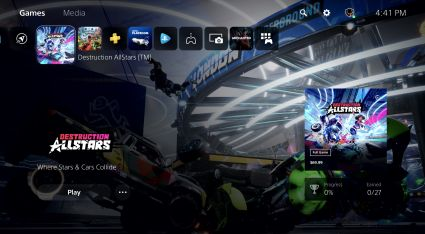 Games Media 4:41 PM
Destruction AllStars (TM)
DESTRUCTION
ALLSTARS
Where Stars & Cars Collide
Play
Full Game
$69.99
Progress Earned
0% 0/27
LONDON